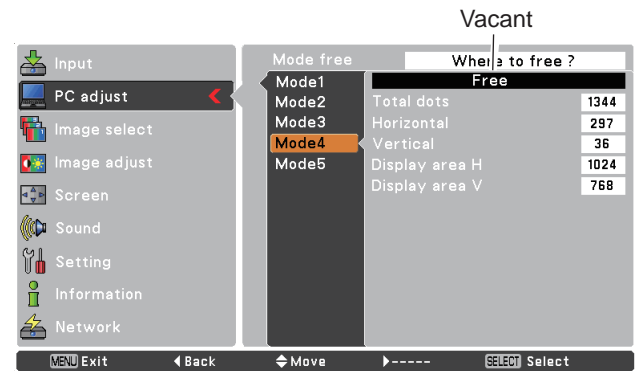 Vacant
Input
PC adjust
Image select
Image adjust
Screen
Sound
Setting
Information
Network
Mode free
Where to free ?
Mode1
Mode2
Mode3
Mode4
Mode5
Free
Total dots 1344
Horizontal 297
Vertical 36
Display area H 1024
Display area V 768
MENU Exit Back Move ----- SELECT Select